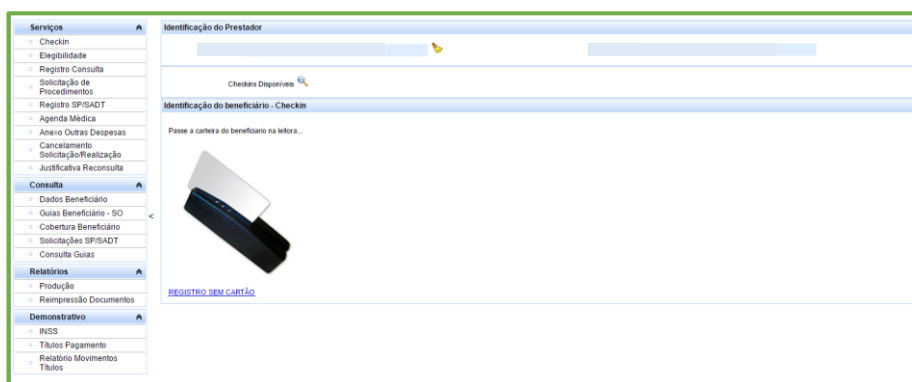 Serviços
Checkin
Elegibilidade
Registro Consulta
Solicitação de
Procedimentos
Registro SP/SADT
Agenda Médica
Anexo Outras Despesas
Cancelamento
Solicitação/Realização
Justificativa Reconsulta
Consulta
Dados Beneficiário
Guias Beneficiário - SO
Cobertura Beneficiário
Solicitações SP/SADT
Consulta Guias
Relatórios
Produção
Reimpressão Documentos
Demonstrativo
INSS
Títulos Pagamento
Relatório Movimentos
Títulos
<
Identificação do Prestador
Checkins Disponíveis
Identificação do beneficiário - Checkin
Passe a carteira do beneficiario na leitora...
REGISTRO SEM CARTÃO